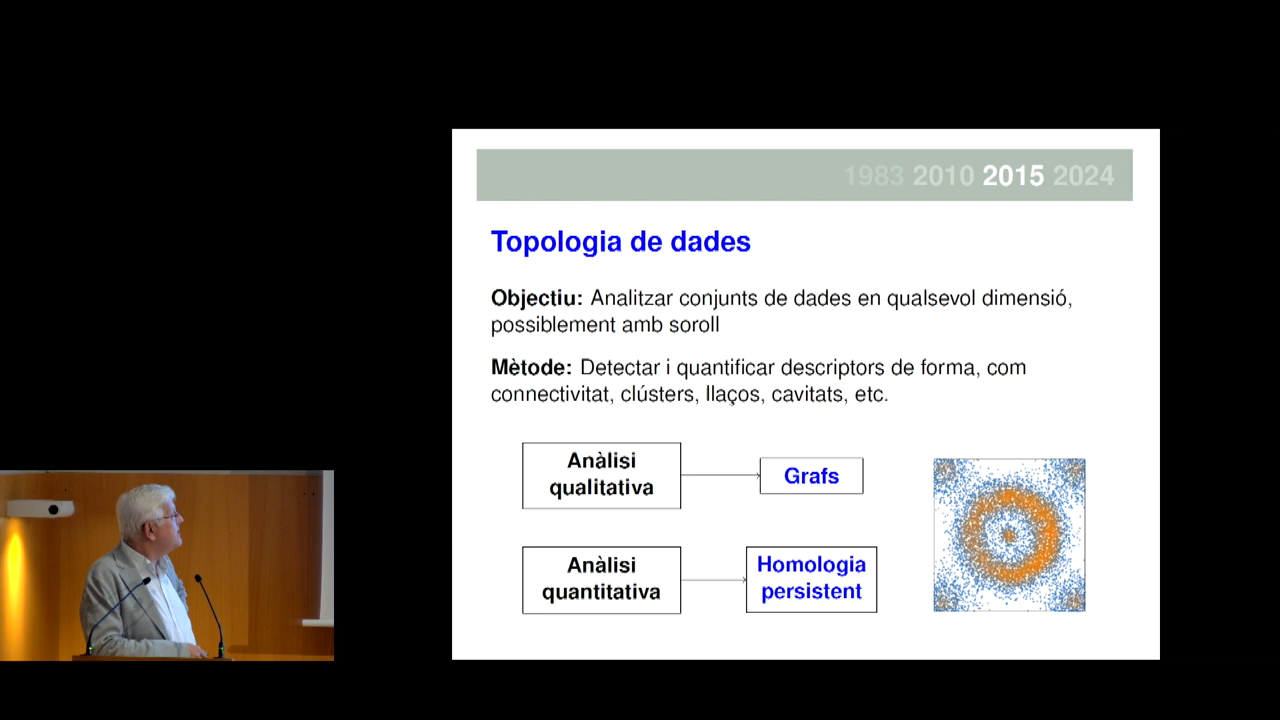 1983 2010 2015 2024
Topologia de dades
Objectiu: Analitzar conjunts de dades en qualsevol dimensió,
possiblement amb soroll
Mètode: Detectar i quantificar descriptors de forma, com
connectivitat, clústers, llaços, cavitats, etc.
Anàlisi
qualitativa
Grafs
Anàlisi
quantitativa
Homologia
persistent